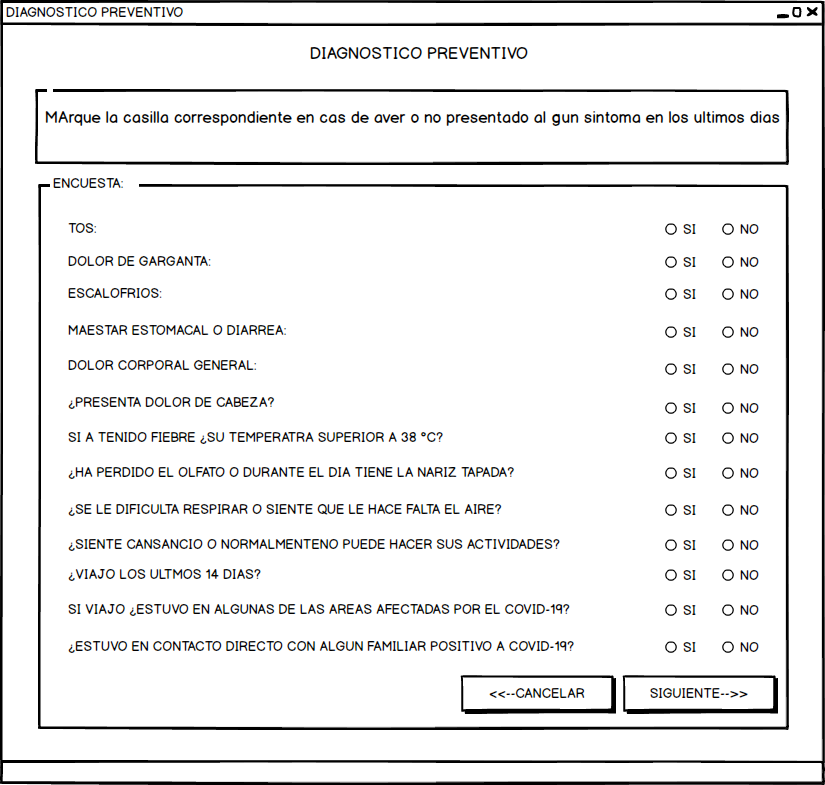 DIAGNOSTICO PREVENTIVO
DIAGNOSTICO PREVENTIVO
MArque la casilla correspondiente en cas de aver o no presentado al gun sintoma en los ultimos dias
ENCUESTA:
TOS: SI NO
DOLOR DE GARGANTA: SI NO
ESCALOFRIOS: SI NO
MAESTAR ESTOMACAL O DIARREA: SI NO
DOLOR CORPORAL GENERAL: SI NO
¿PRESENTA DOLOR DE CABEZA? SI NO
SI A TENIDO FIEBRE ¿SU TEMPERATRA SUPERIOR A 38 °C? SI NO
¿HA PERDIDO EL OLFATO O DURANTE EL DIA TIENE LA NARIZ TAPADA? SI NO
¿SE LE DIFICULTA RESPIRAR O SIENTE QUE LE HACE FALTA EL AIRE? SI NO
¿SIENTE CANSANCIO O NORMALMENTENO PUEDE HACER SUS ACTIVIDADES? SI NO
¿VIAJO LOS ULTMOS 14 DIAS? SI NO
SI VIAJO ¿ESTUVO EN ALGUNAS DE LAS AREAS AFECTADAS POR EL COVID-19? SI NO
¿ESTUVO EN CONTACTO DIRECTO CON ALGUN FAMILIAR POSITIVO A COVID-19? SI NO
<<--CANCELAR SIGUIENTE-->>